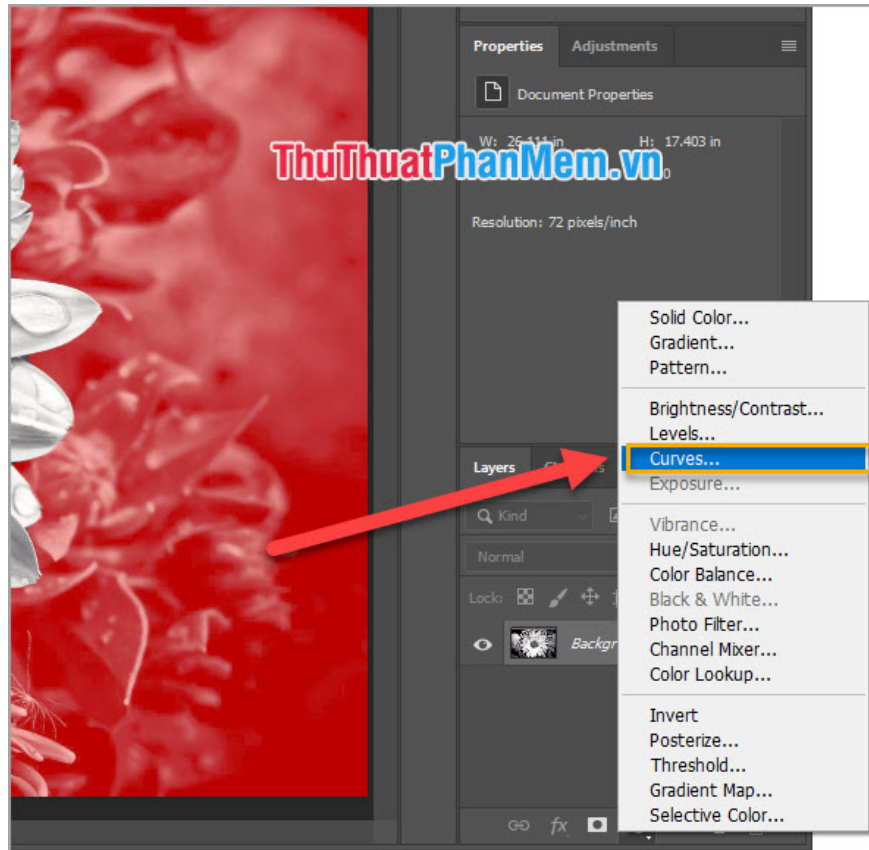 Properties Adjustments
Document Properties
W: 26.111 in H: 17.403 in
ThuThuatPhanMem.vn
Resolution: 72 pixels/inch
Solid Color...
Gradient...
Pattern...
Brightness/Contrast...
Levels...
Curves...
Exposure...
Vibrance...
Hue/Saturation...
Color Balance...
Black & White...
Photo Filter...
Channel Mixer...
Color Lookup...
Invert
Posterize...
Threshold...
Gradient Map...
Selective Color...
Layers
Kind
Normal
Lock:
Backgr
fx